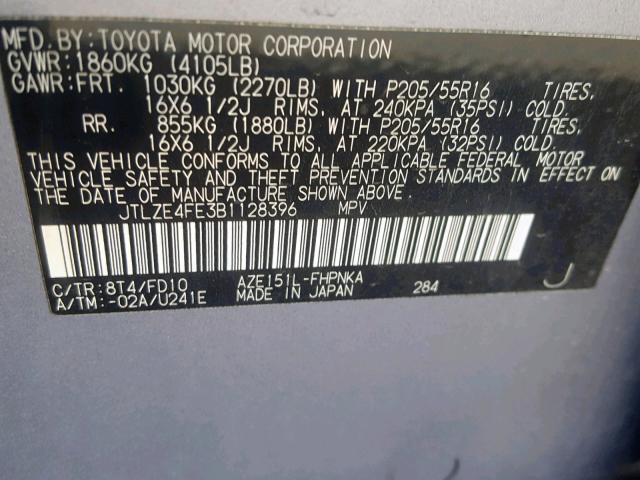 MFD.BY:TOYOTA MOTOR CORPORATION
GVWR:1860KG (4105LB)
GAWR:FRT. 1030KG (2270LB) WITH P205/55R16 TIRES,
16X6 1/2J RIMS, AT 240KPA (35PSI) COLD.
RR. 855KG (1880LB) WITH P205/55R16 TIRES,
16X6 1/2J RIMS, AT 220KPA (32PSI) COLD.
THIS VEHICLE CONFORMS TO ALL APPLICABLE FEDERAL MOTOR
VEHICLE SAFETY AND THEFT PREVENTION STANDARDS IN EFFECT ON
THE DATE OF MANUFACTURE SHOWN ABOVE.
JTLZE4FE3B1128396 MPV
C/TR:8T4/FD10 AZE151L-FHPNKA
A/TM:-02A/U241E MADE IN JAPAN 284 J